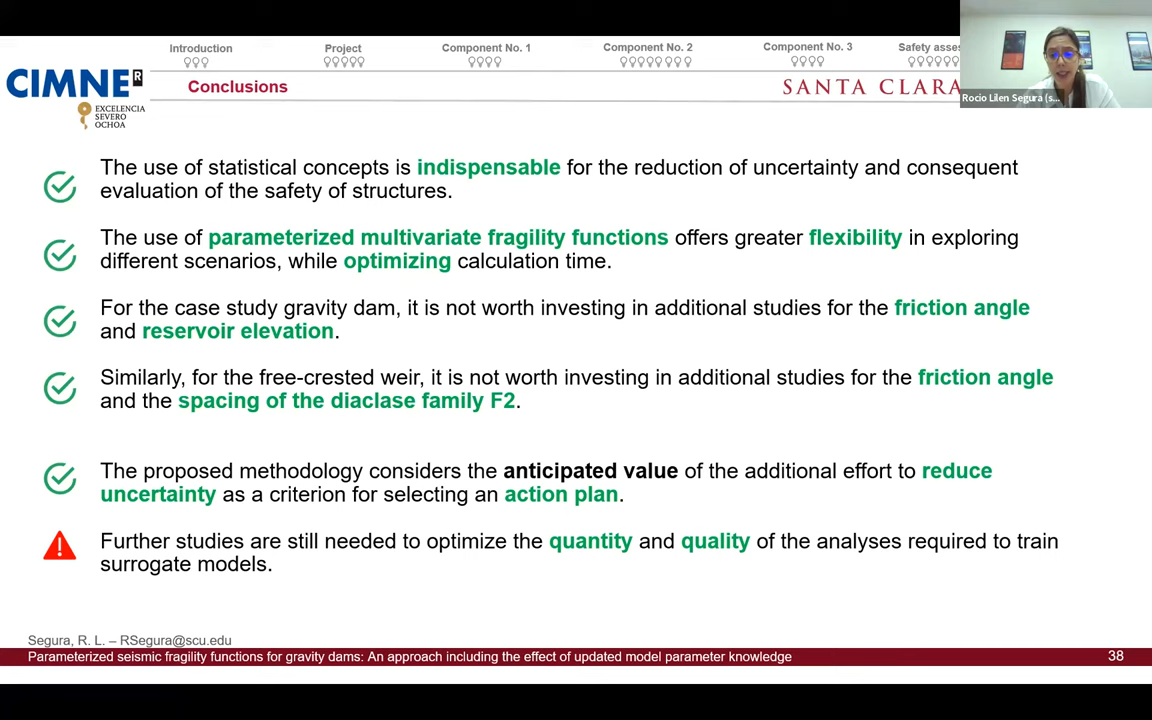 Introduction
Project
Component No. 1
Component No. 2
Component No. 3
Safety asses
CIMNE R
EXCELENCIA
SEVERO
OCHOA
Conclusions
SANTA CLARA
Rocio Lilen Segura (s...
The use of statistical concepts is indispensable for the reduction of uncertainty and consequent
evaluation of the safety of structures.
The use of parameterized multivariate fragility functions offers greater flexibility in exploring
different scenarios, while optimizing calculation time.
For the case study gravity dam, it is not worth investing in additional studies for the friction angle
and reservoir elevation.
Similarly, for the free-crested weir, it is not worth investing in additional studies for the friction angle
and the spacing of the diaclase family F2.
The proposed methodology considers the anticipated value of the additional effort to reduce
uncertainty as a criterion for selecting an action plan.
Further studies are still needed to optimize the quantity and quality of the analyses required to train
surrogate models.
Segura, R. L. – RSegura@scu.edu
Parameterized seismic fragility functions for gravity dams: An approach including the effect of updated model parameter knowledge
38